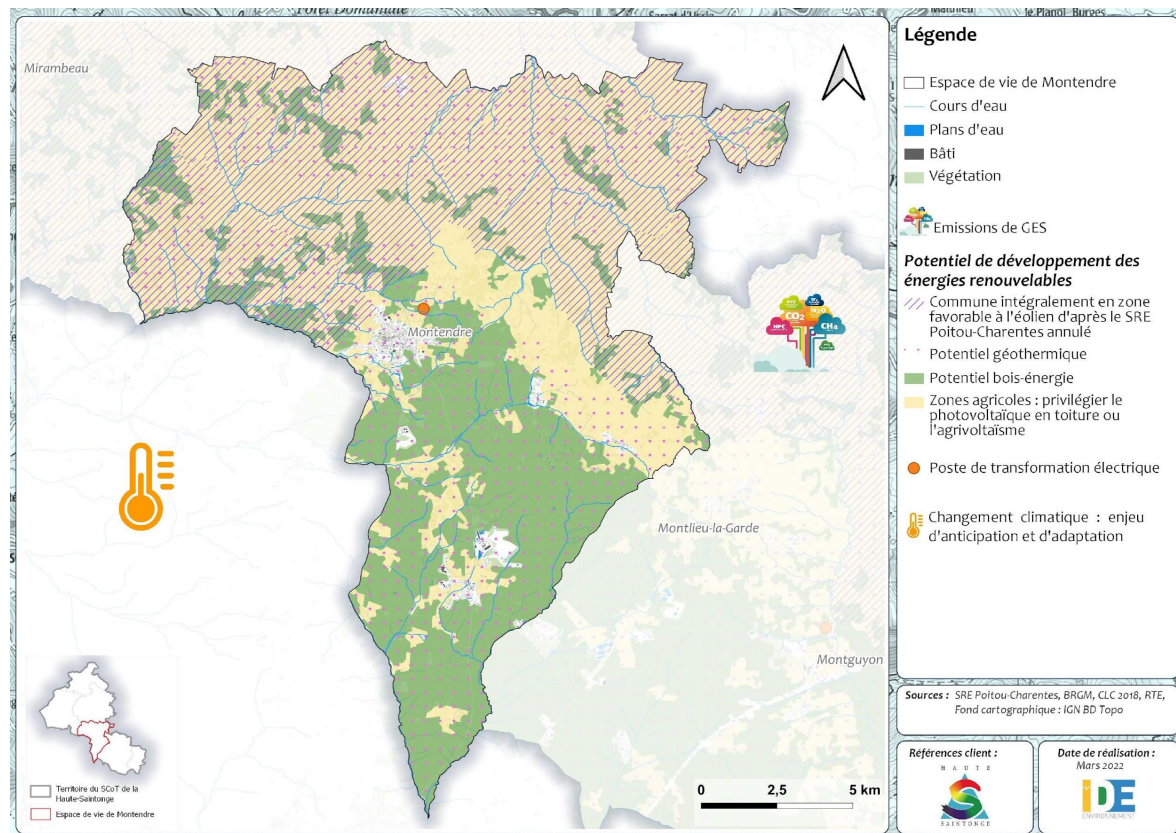 Mirambeau
Montendre
Montlieu-la-Garde
Montguyon
HFC
CO₂
N₂O
CH₄
0
2,5
5 km
Territoire du SCoT de la
Haute-Saintonge
Espace de vie de Montendre
Légende
Espace de vie de Montendre
Cours d'eau
Plans d'eau
Bâti
Végétation
Emissions de GES
Potentiel de développement des
énergies renouvelables
Commune intégralement en zone
favorable à l'éolien d'après le SRE
Poitou-Charentes annulé
Potentiel géothermique
Potentiel bois-énergie
Zones agricoles : privilégier le
photovoltaïque en toiture ou
l'agrivoltaïsme
Poste de transformation électrique
Changement climatique : enjeu
d'anticipation et d'adaptation
Sources : SRE Poitou-Charentes, BRGM, CLC 2018, RTE,
Fond cartographique : IGN BD Topo
Références client :
HAUTE
SAINTONGE
Date de réalisation :
Mars 2022
IDE
ENVIRONNEMENT